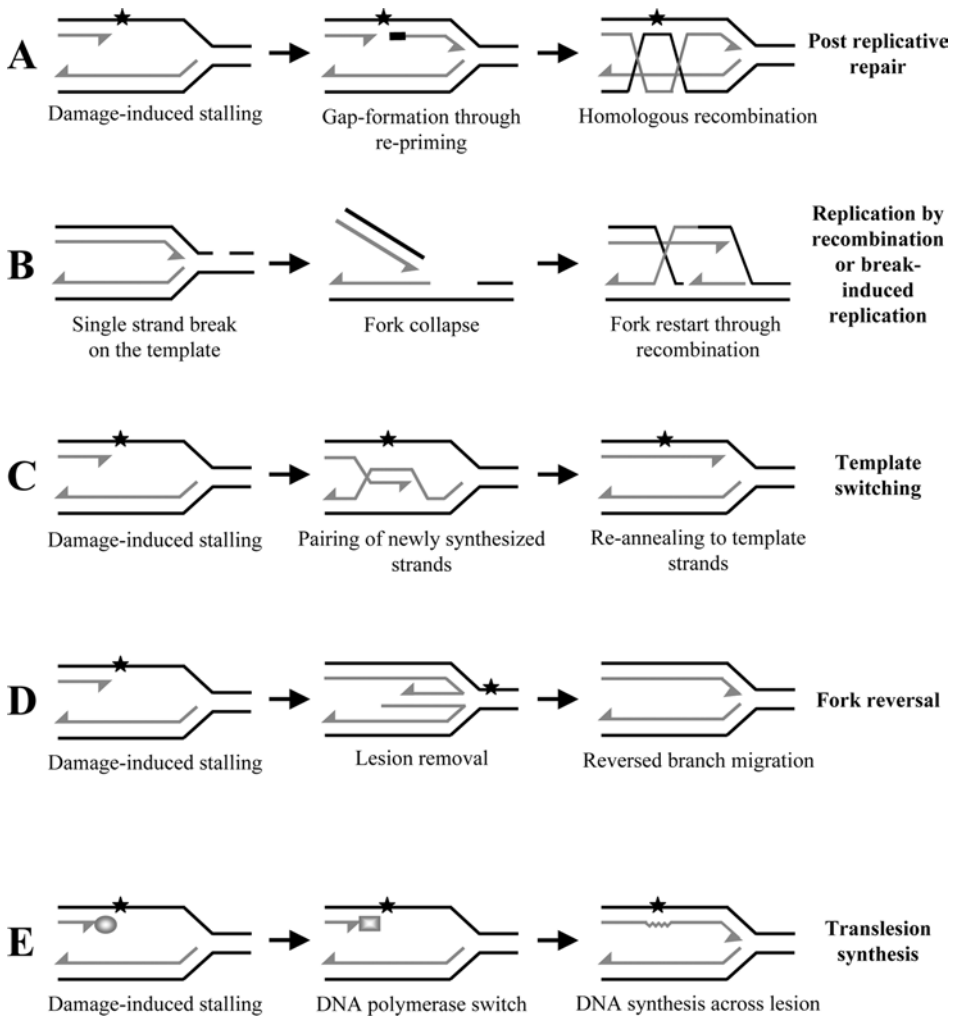 A
Damage-induced stalling
Gap-formation through
re-priming
Homologous recombination
Post replicative
repair
B
Single strand break
on the template
Fork collapse
Fork restart through
recombination
Replication by
recombination
or break-
induced
replication
C
Damage-induced stalling
Pairing of newly synthesized
strands
Re-annealing to template
strands
Template
switching
D
Damage-induced stalling
Lesion removal
Reversed branch migration
Fork reversal
E
Damage-induced stalling
DNA polymerase switch
DNA synthesis across lesion
Translesion
synthesis